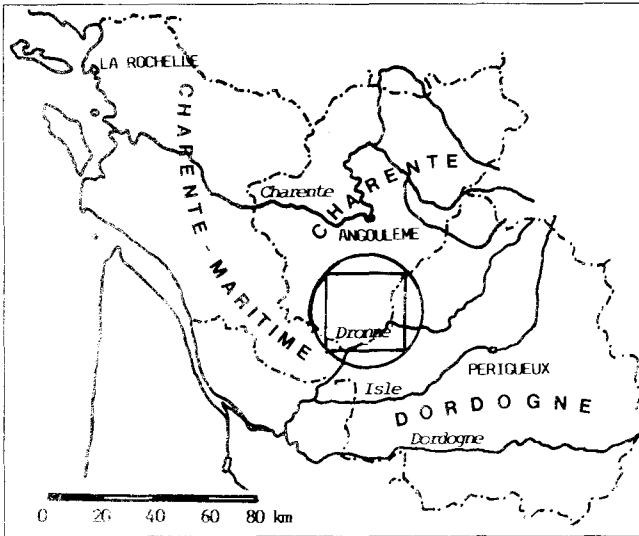 LA ROCHELLE
CHARENTE-MARITIME
Charente
CHARENTE
ANGOULEME
Dronne
PERIGUEUX
Isle
DORDOGNE
Dordogne
0 20 40 60 80 km